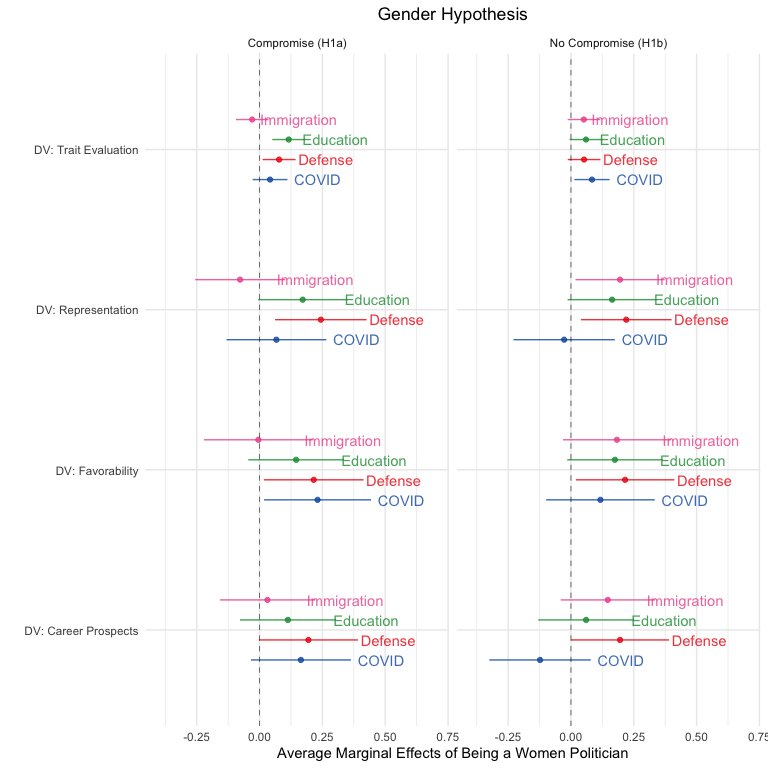 Gender Hypothesis
Compromise (H1a)
No Compromise (H1b)
DV: Trait Evaluation
Immigration
Education
Defense
COVID
Immigration
Education
Defense
COVID
DV: Representation
Immigration
Education
Defense
COVID
Immigration
Education
Defense
COVID
DV: Favorability
Immigration
Education
Defense
COVID
Immigration
Education
Defense
COVID
DV: Career Prospects
Immigration
Education
Defense
COVID
Immigration
Education
Defense
COVID
-0.25 0.00 0.25 0.50 0.75
-0.25 0.00 0.25 0.50 0.75
Average Marginal Effects of Being a Women Politician